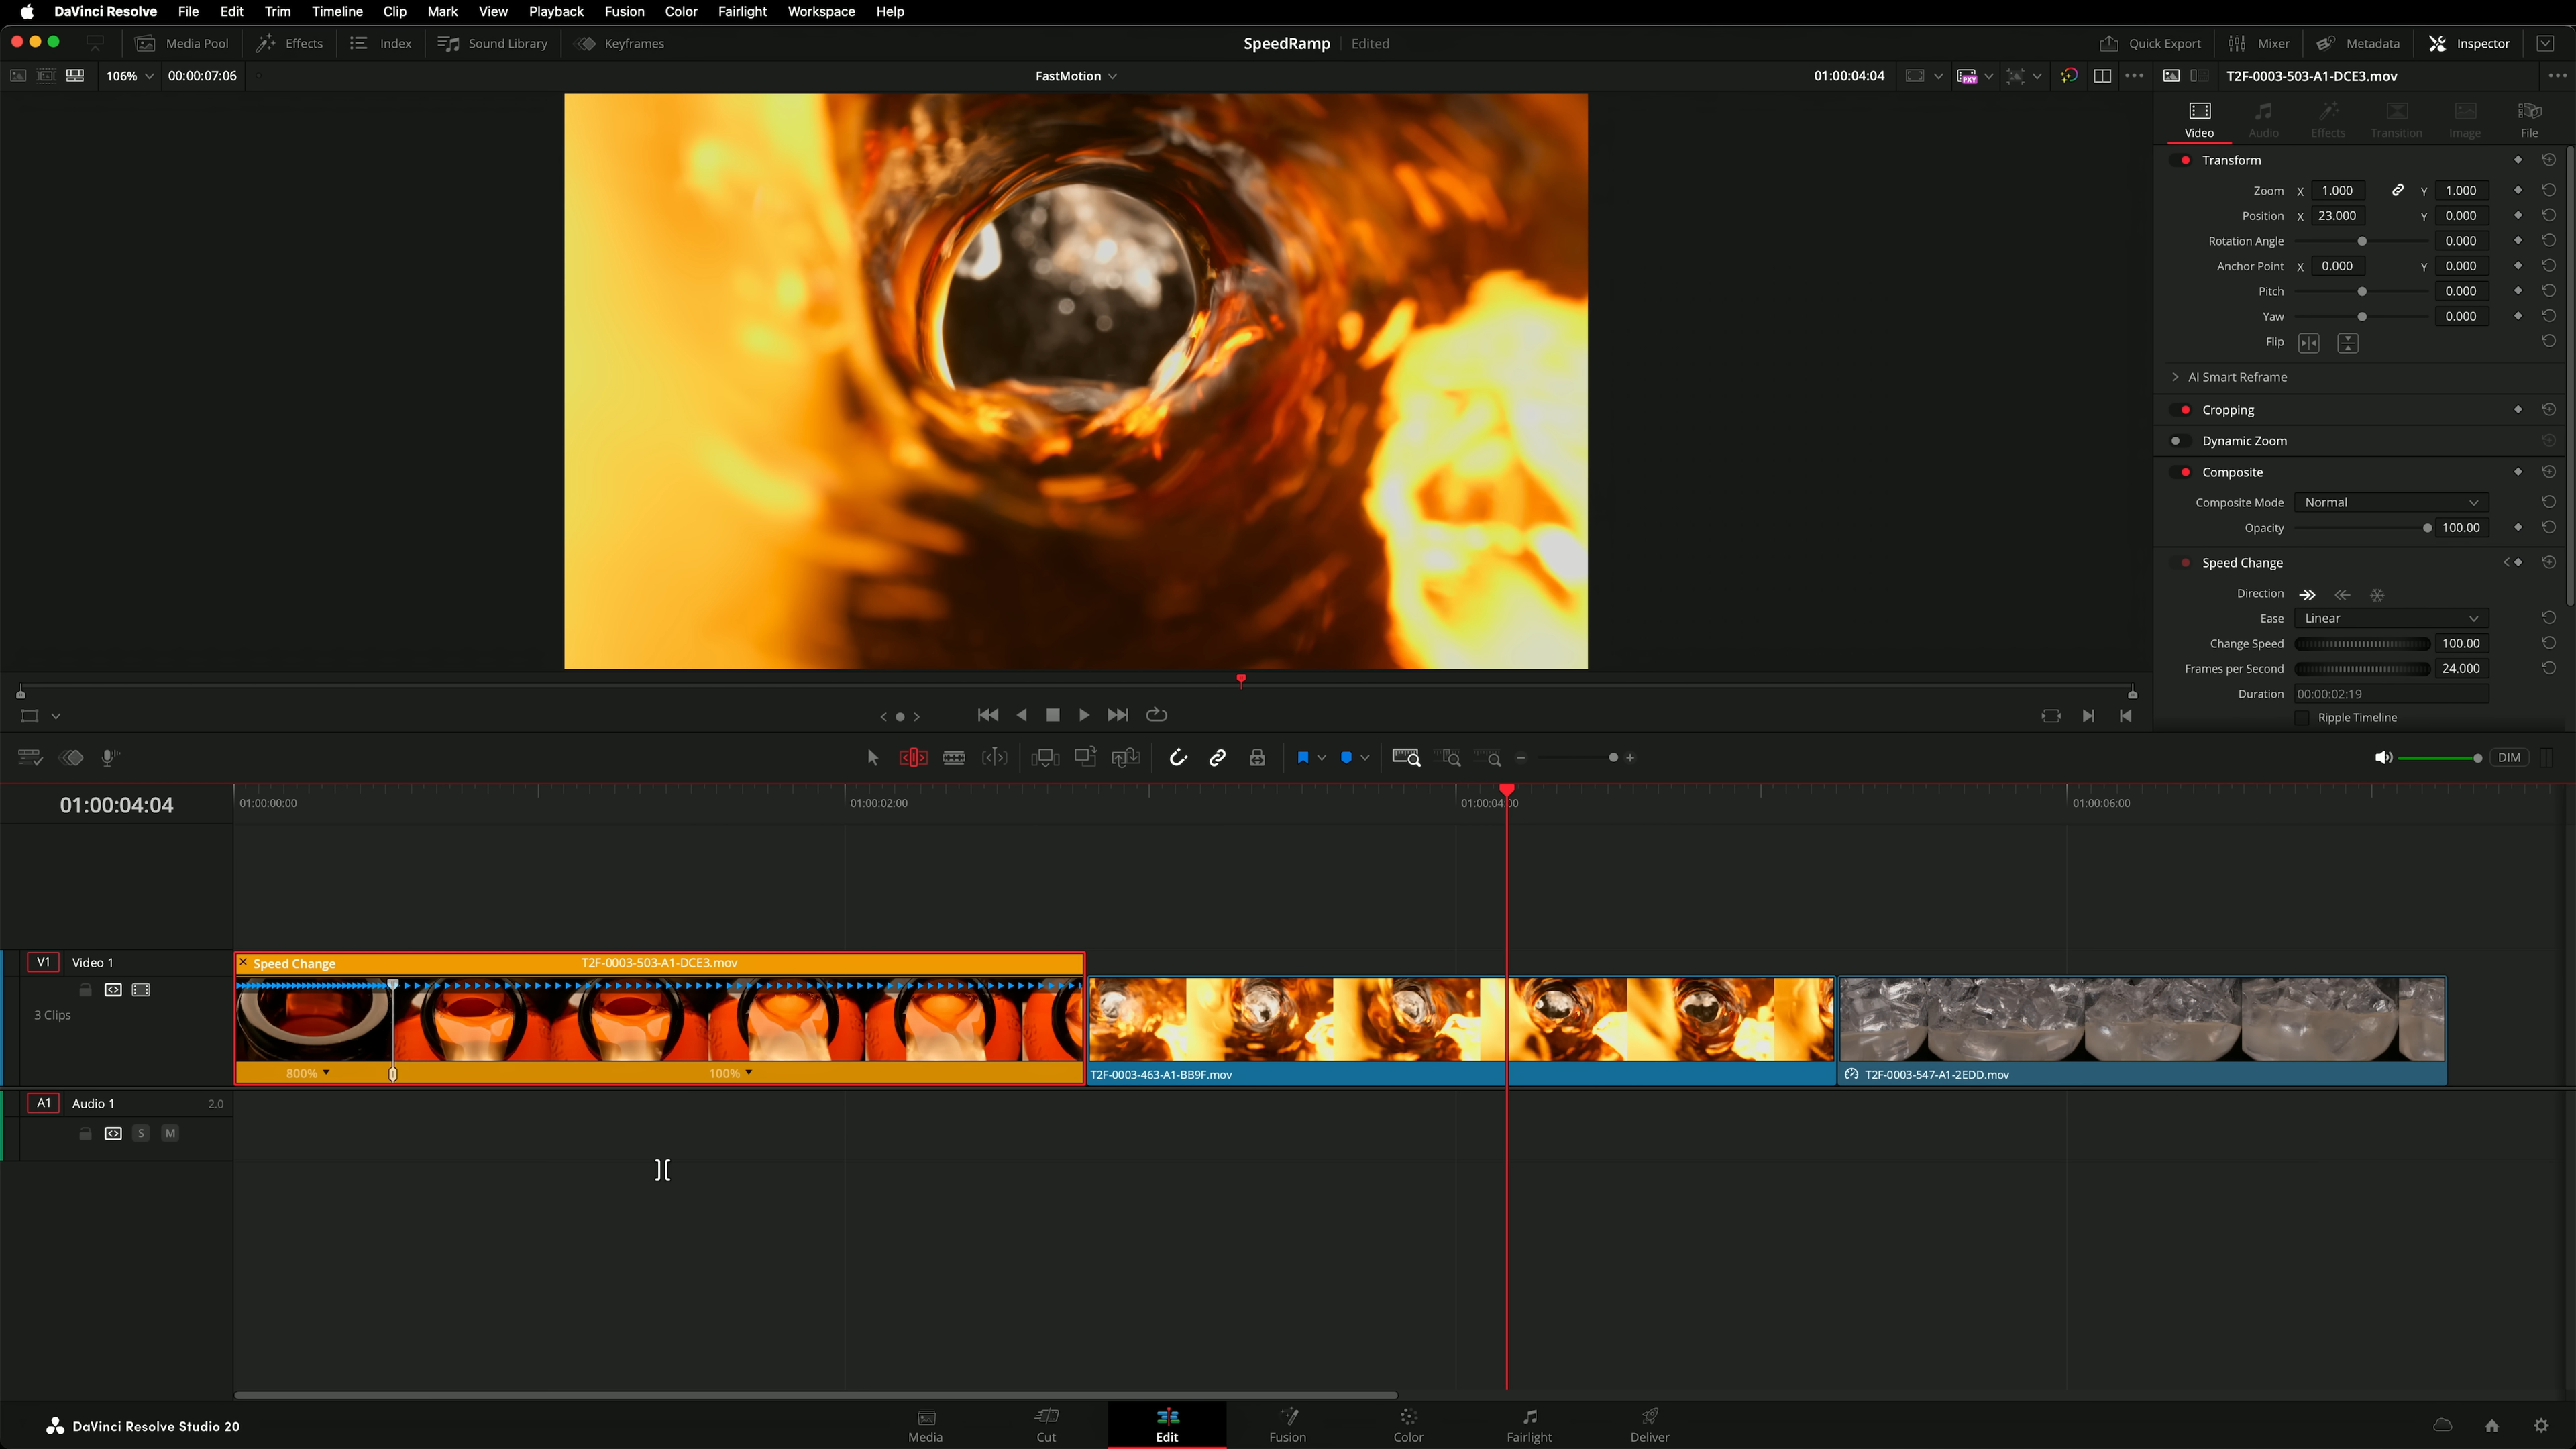 DaVinci Resolve File Edit Trim Timeline Clip Mark View Playback Fusion Color Fairlight Workspace Help
Media Pool Effects Index Sound Library Keyframes SpeedRamp Edited Quick Export Mixer Metadata Inspector
106% 00:00:07:06 FastMotion 01:00:04:04 PXY T2F-0003-503-A1-DCE3.mov
Video Audio Effects Transition Image File
Transform
Zoom X 1.000 Y 1.000
Position X 23.000 Y 0.000
Rotation Angle 0.000
Anchor Point X 0.000 Y 0.000
Pitch 0.000
Yaw 0.000
Flip
AI Smart Reframe
Cropping
Dynamic Zoom
Composite
Composite Mode Normal
Opacity 100.00
Speed Change
Direction
Ease Linear
Change Speed 100.00
Frames per Second 24.000
Duration 00:00:02:19
Ripple Timeline
DIM
01:00:04:04 01:00:00:00 01:00:02:00 01:00:04:00 01:00:06:00
V1 Video 1 Speed Change T2F-0003-503-A1-DCE3.mov
3 Clips
800% 100% T2F-0003-463-A1-BB9F.mov T2F-0003-547-A1-2EDD.mov
A1 Audio 1 2.0
S M
DaVinci Resolve Studio 20 Media Cut Edit Fusion Color Fairlight Deliver